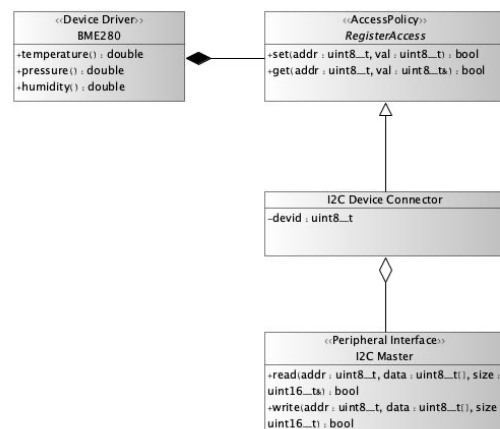 ‹‹Device Driver››
BME280
+temperature() : double
+pressure() : double
+humidity() : double
‹‹AccessPolicy››
RegisterAccess
+set(addr : uint8_t, val : uint8_t) : bool
+get(addr : uint8_t, val : uint8_t&) : bool
I2C Device Connector
-devid : uint8_t
‹‹Peripheral Interface››
I2C Master
+read(addr : uint8_t, data : uint8_t[], size :
uint16_t&) : bool
+write(addr : uint8_t, data : uint8_t[], size
uint16_t) : bool